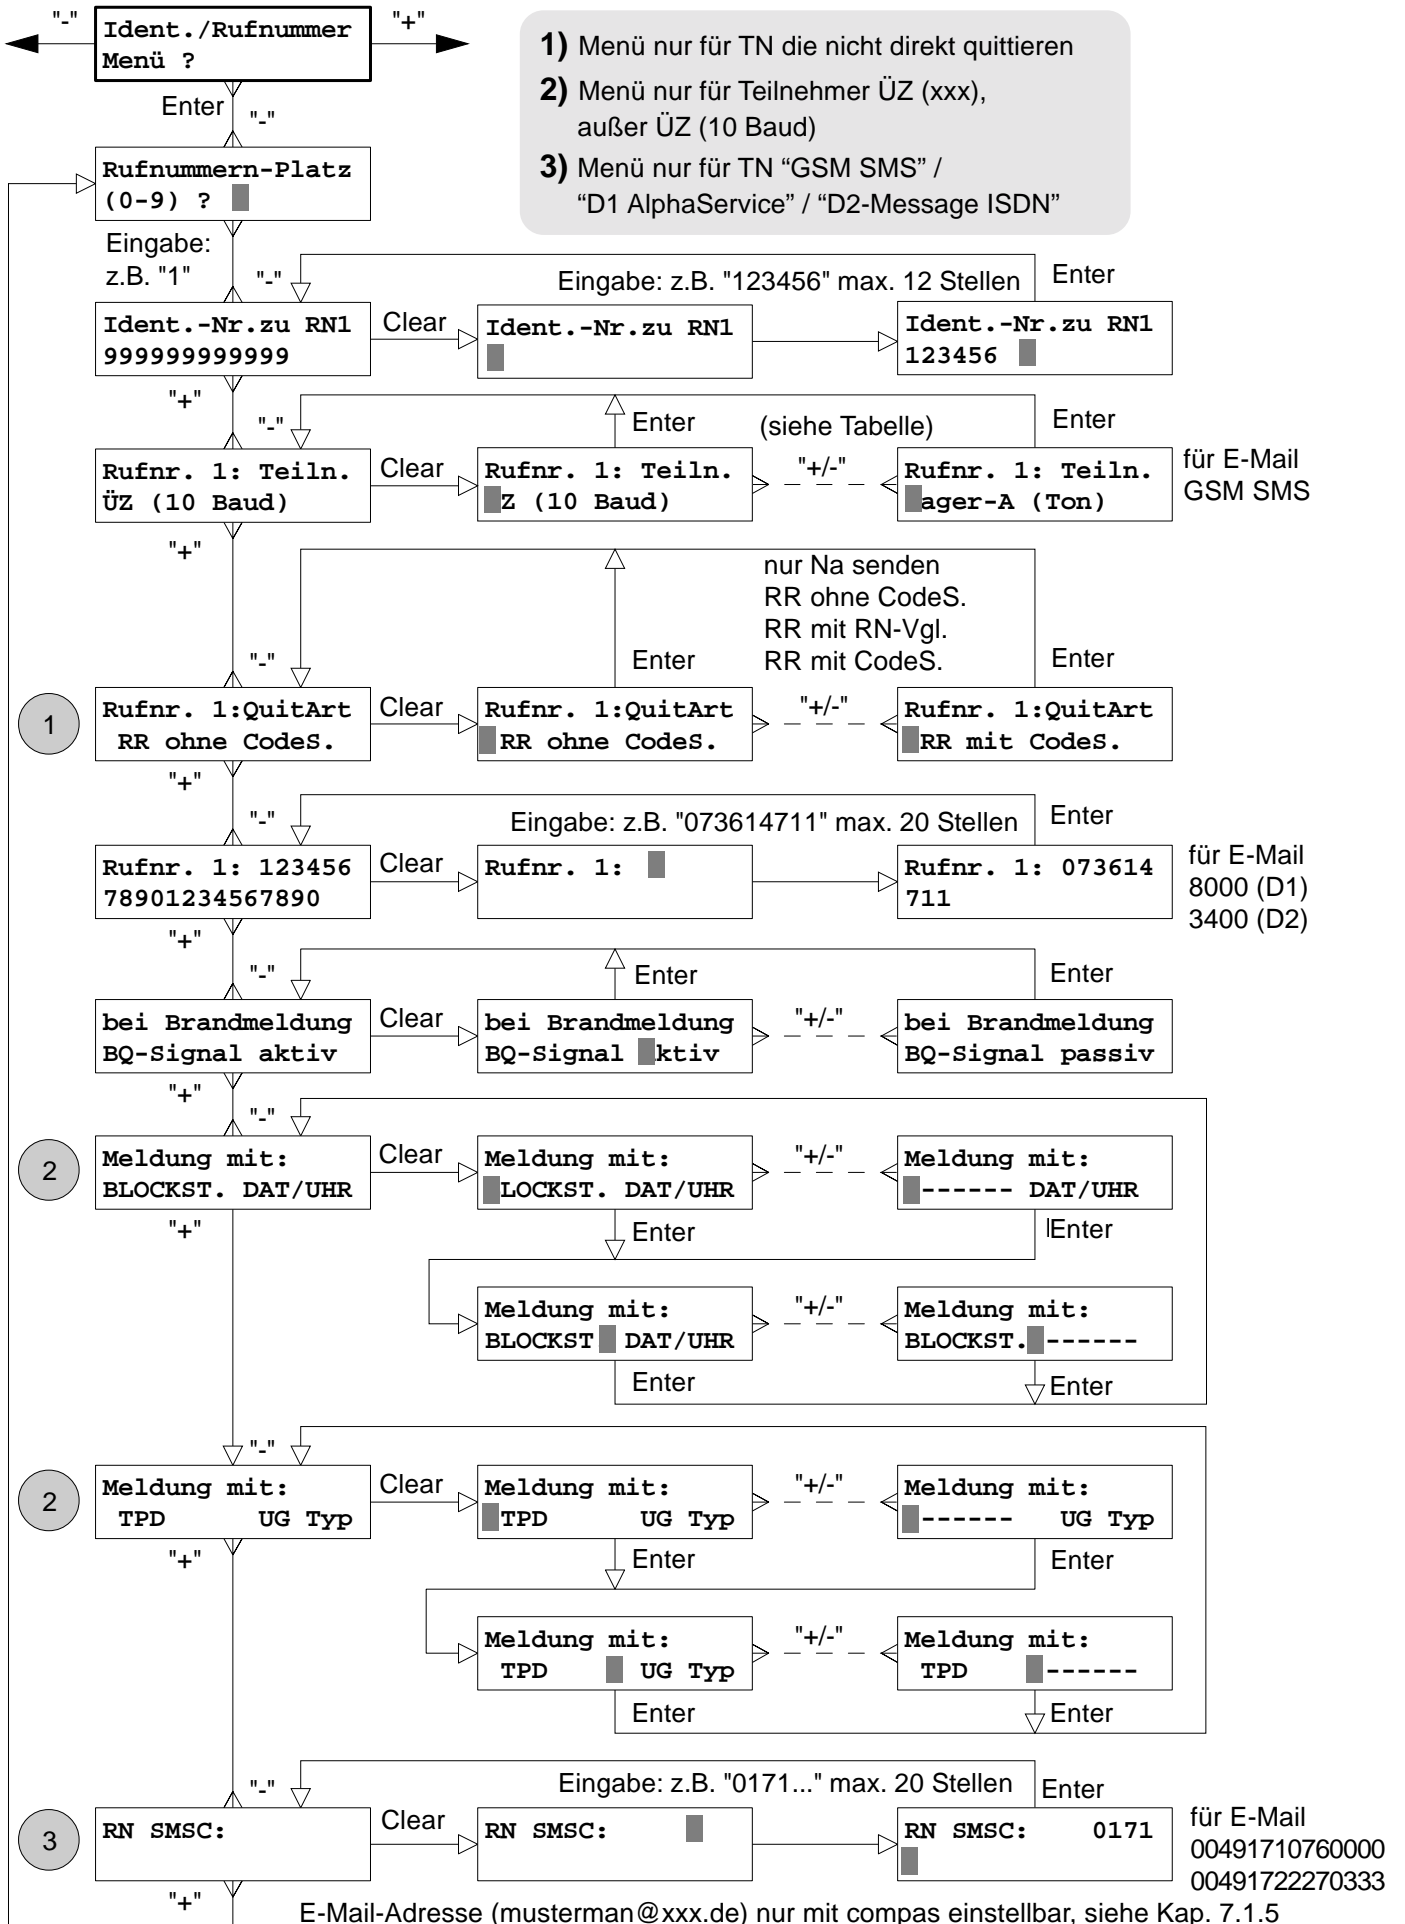 "-"
Ident./Rufnummer
Menü ?
"+"
1) Menü nur für TN die nicht direkt quittieren
2) Menü nur für Teilnehmer ÜZ (xxx),
außer ÜZ (10 Baud)
3) Menü nur für TN “GSM SMS” /
“D1 AlphaService” / “D2-Message ISDN”
Enter
"-"
Rufnummern-Platz
(0-9) ?
Eingabe:
z.B. "1"
"-"
Eingabe: z.B. "123456" max. 12 Stellen
Enter
Ident.-Nr.zu RN1
999999999999
Clear
Ident.-Nr.zu RN1
Ident.-Nr.zu RN1
123456
"+"
"-"
Enter
(siehe Tabelle)
Enter
Rufnr. 1: Teiln.
ÜZ (10 Baud)
Clear
Rufnr. 1: Teiln.
Z (10 Baud)
"+/-"
Rufnr. 1: Teiln.
ager-A (Ton)
für E-Mail
GSM SMS
"+"
nur Na senden
RR ohne CodeS.
RR mit RN-Vgl.
RR mit CodeS.
"-"
Enter
Enter
1
Rufnr. 1:QuitArt
RR ohne CodeS.
Clear
Rufnr. 1:QuitArt
RR ohne CodeS.
"+/-"
Rufnr. 1:QuitArt
RR mit CodeS.
"+"
"-"
Eingabe: z.B. "073614711" max. 20 Stellen
Enter
Rufnr. 1: 123456
78901234567890
Clear
Rufnr. 1:
Rufnr. 1: 073614
711
für E-Mail
8000 (D1)
3400 (D2)
"+"
"-"
Enter
Enter
bei Brandmeldung
BQ-Signal aktiv
Clear
bei Brandmeldung
BQ-Signal ktiv
"+/-"
bei Brandmeldung
BQ-Signal passiv
"+"
"-"
2
Meldung mit:
BLOCKST. DAT/UHR
Clear
Meldung mit:
LOCKST. DAT/UHR
"+/-"
Meldung mit:
------ DAT/UHR
"+"
Enter
Enter
Meldung mit:
BLOCKST DAT/UHR
"+/-"
Meldung mit:
BLOCKST. ------
Enter
Enter
"-"
2
Meldung mit:
TPD UG Typ
Clear
Meldung mit:
TPD UG Typ
"+/-"
Meldung mit:
------ UG Typ
"+"
Enter
Enter
Meldung mit:
TPD UG Typ
"+/-"
Meldung mit:
TPD ------
Enter
Enter
"-"
Eingabe: z.B. "0171..." max. 20 Stellen
Enter
3
RN SMSC:
Clear
RN SMSC:
RN SMSC: 0171
für E-Mail
00491710760000
00491722270333
"+"
E-Mail-Adresse (musterman@xxx.de) nur mit compas einstellbar, siehe Kap. 7.1.5